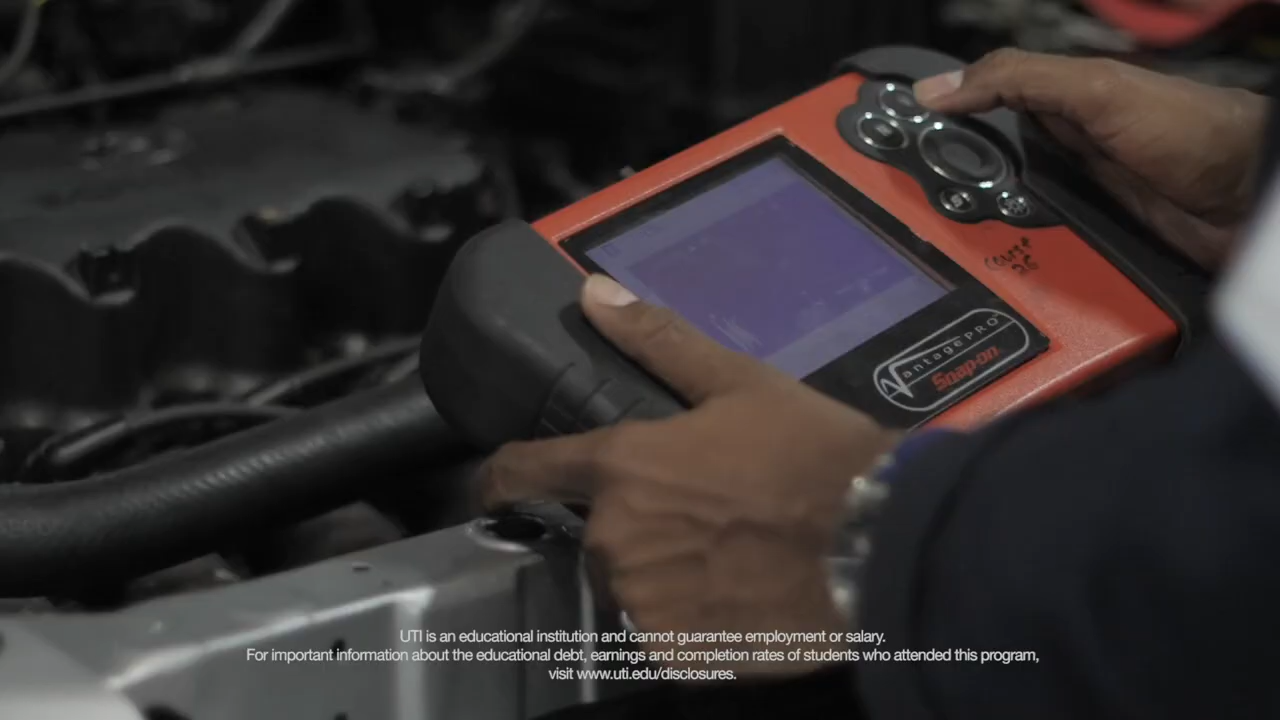 VantagePRO
Snap-on
UTI is an educational institution and cannot guarantee employment or salary.
For important information about the educational debt, earnings and completion rates of students who attended this program,
visit www.uti.edu/disclosures.